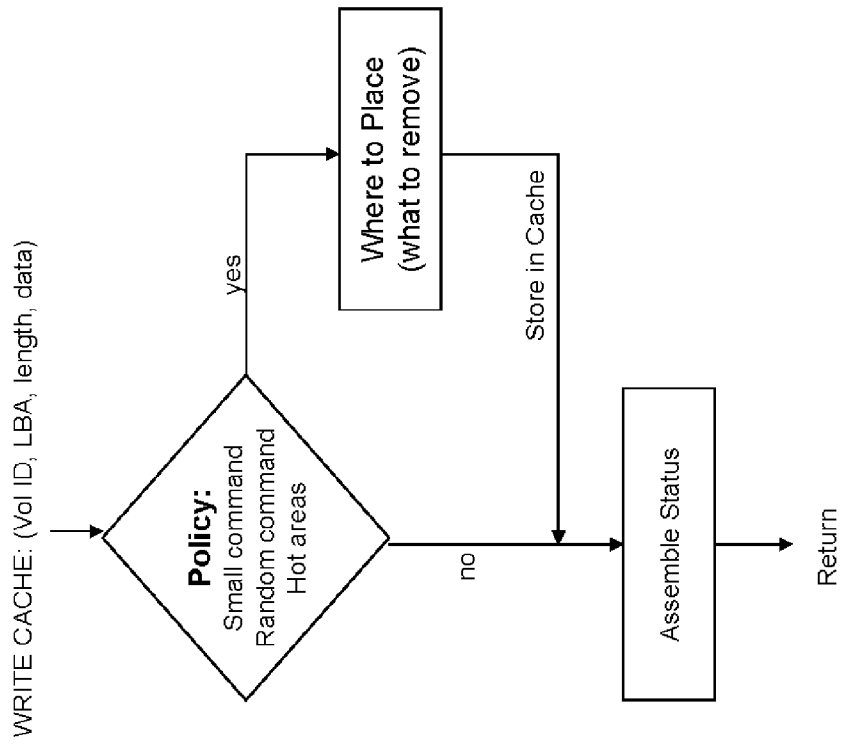 WRITE CACHE: (Vol ID, LBA, length, data)
Policy:
Small command
Random command
Hot areas
yes
Where to Place
(what to remove)
Store in Cache
no
Assemble Status
Return